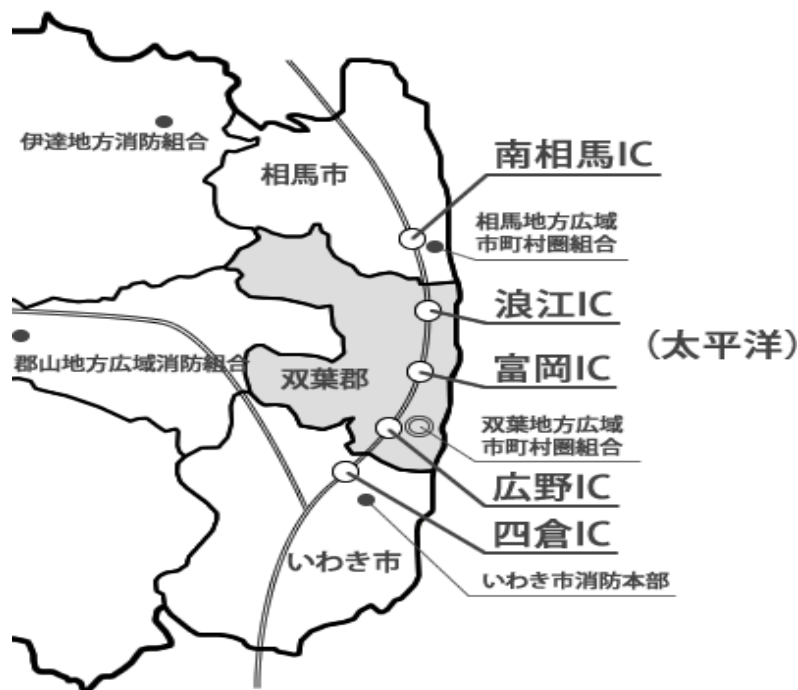 伊達地方消防組合
南相馬IC
相馬市
相馬地方広域
市町村圏組合
浪江IC
(太平洋)
郡山地方広域消防組合
双葉郡
富岡IC
双葉地方広域
市町村圏組合
広野IC
四倉IC
いわき市
いわき市消防本部